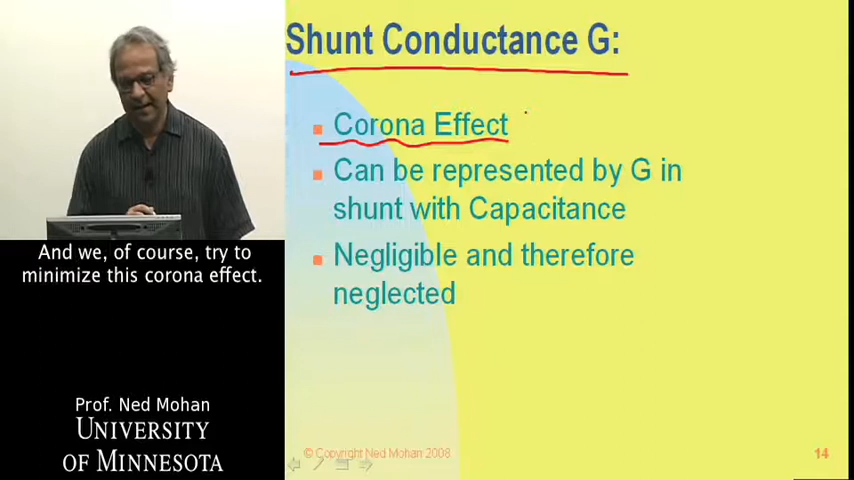 Shunt Conductance G:
Corona Effect
Can be represented by G in
shunt with Capacitance
Negligible and therefore
neglected
And we, of course, try to
minimize this corona effect.
Prof. Ned Mohan
UNIVERSITY
OF MINNESOTA
© Copyright Ned Mohan 2008
14